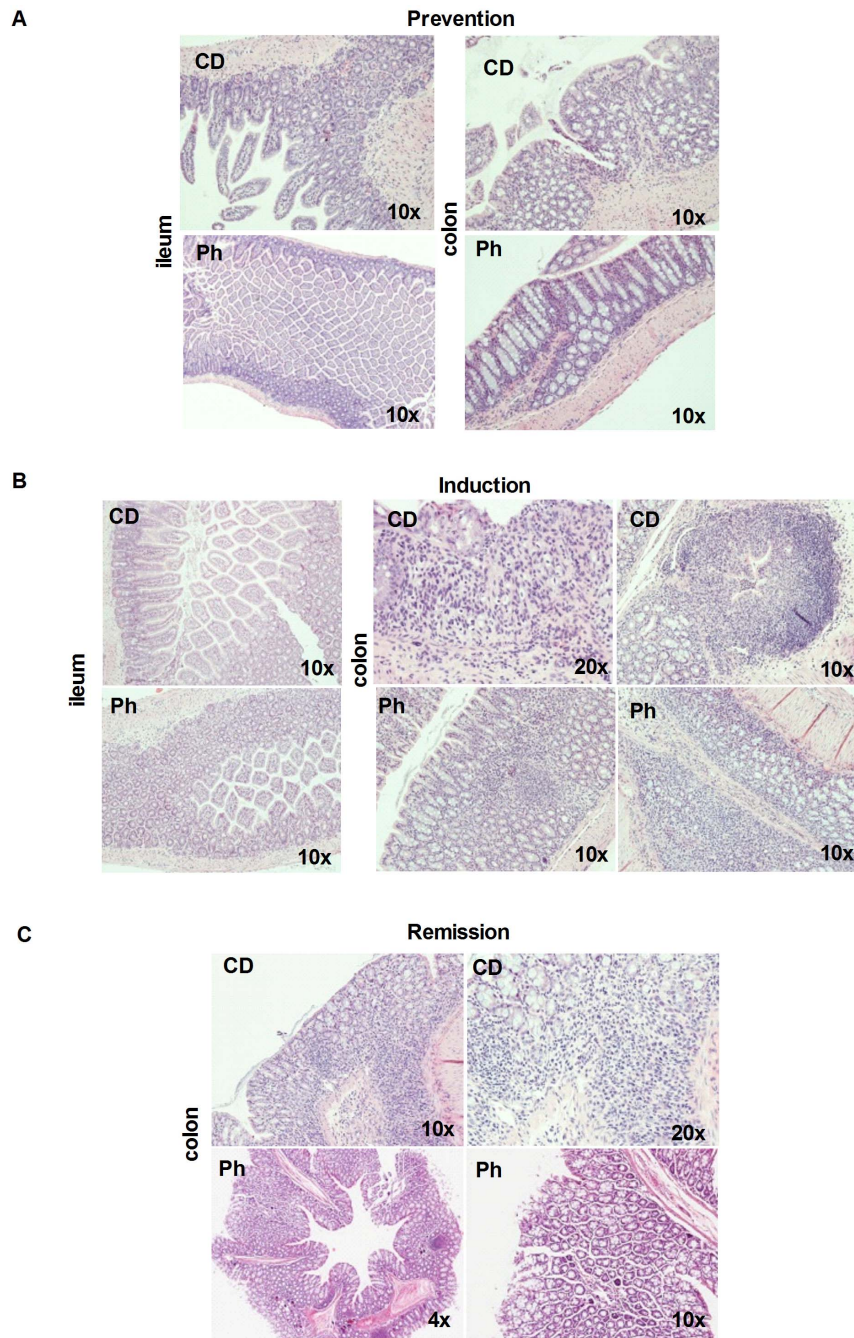 A
Prevention
CD
10x
CD
10x
ileum
colon
Ph
10x
Ph
10x
B
Induction
CD
10x
CD
20x
CD
10x
ileum
colon
Ph
10x
Ph
10x
Ph
10x
C
Remission
CD
10x
CD
20x
colon
Ph
4x
Ph
10x